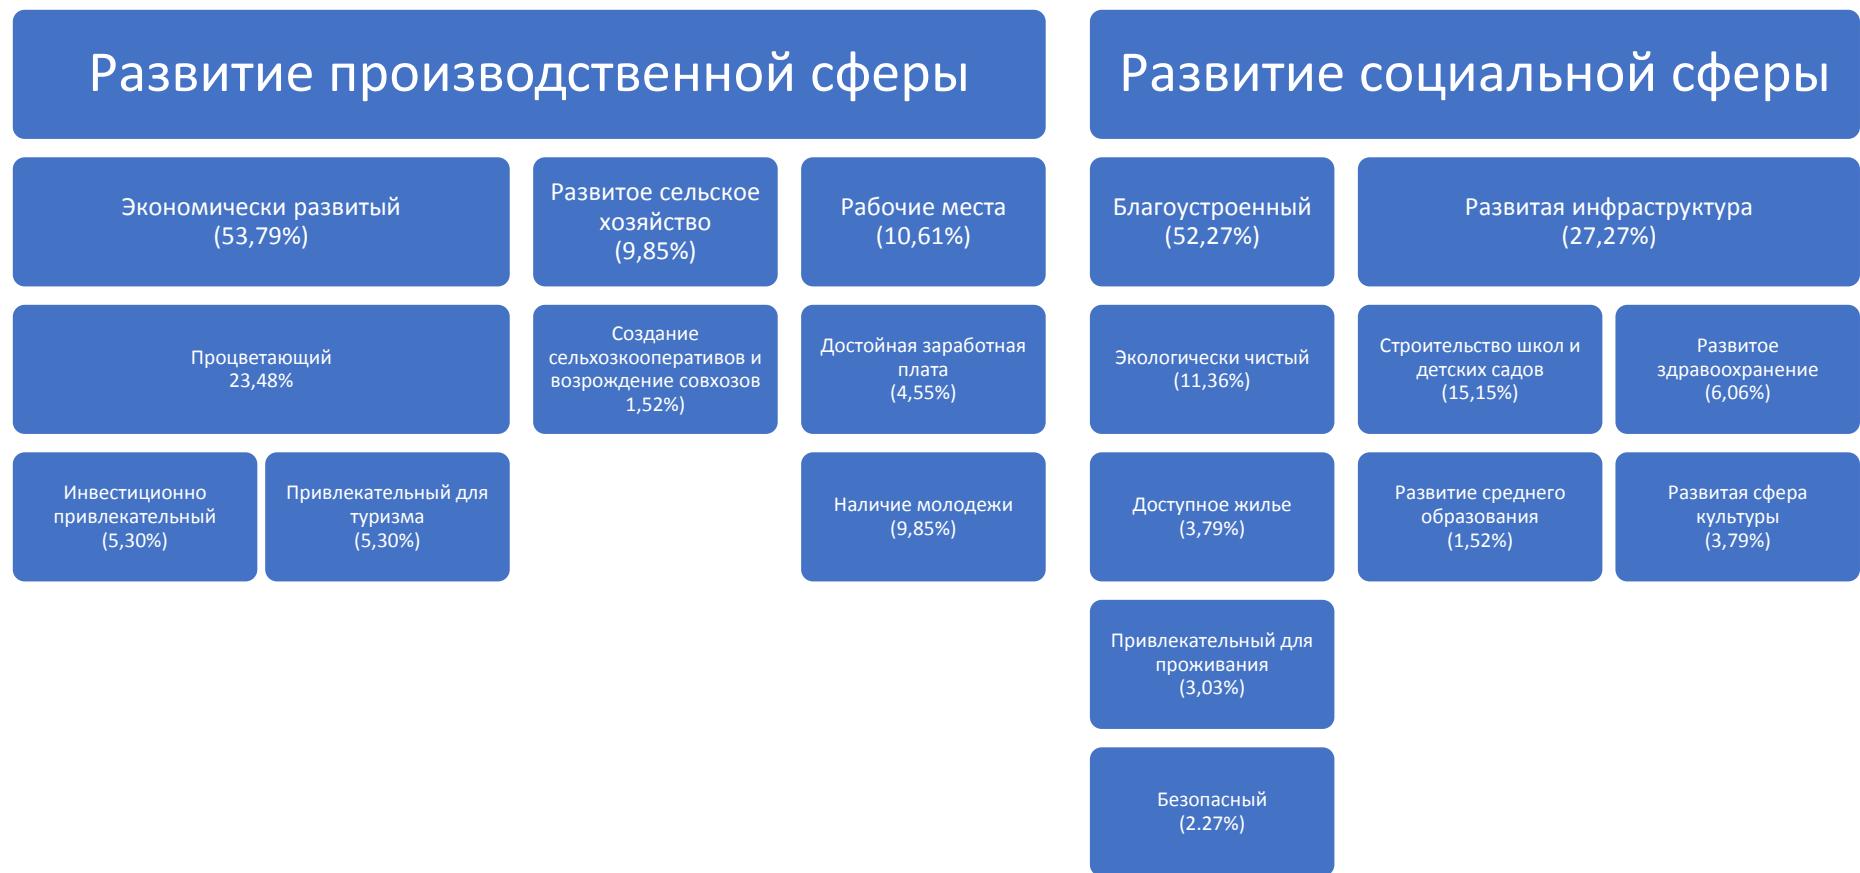 Развитие производственной сферы
Развитие социальной сферы
Экономически развитый
(53,79%)
Развитое сельское
хозяйство
(9,85%)
Рабочие места
(10,61%)
Благоустроенный
(52,27%)
Развитая инфраструктура
(27,27%)
Процветающий
23,48%
Создание
сельхозкооперативов и
возрождение совхозов
1,52%)
Достойная заработная
плата
(4,55%)
Экологически чистый
(11,36%)
Строительство школ и
детских садов
(15,15%)
Развитое
здравоохранение
(6,06%)
Инвестиционно
привлекательный
(5,30%)
Привлекательный для
туризма
(5,30%)
Наличие молодежи
(9,85%)
Доступное жилье
(3,79%)
Развитие среднего
образования
(1,52%)
Развитая сфера
культуры
(3,79%)
Привлекательный для
проживания
(3,03%)
Безопасный
(2.27%)